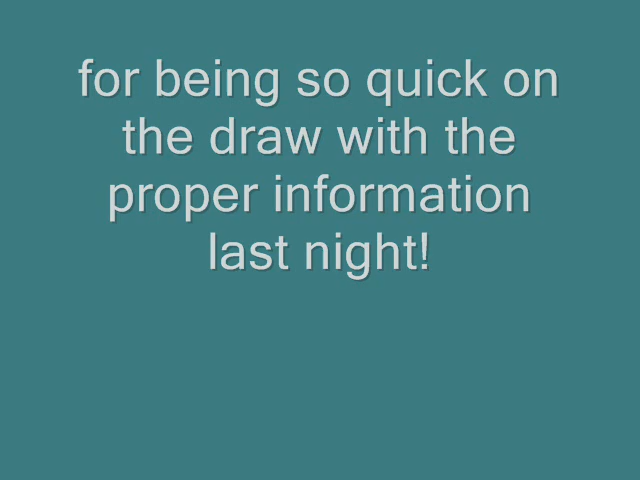 for being so quick on
the draw with the
proper information
last night!